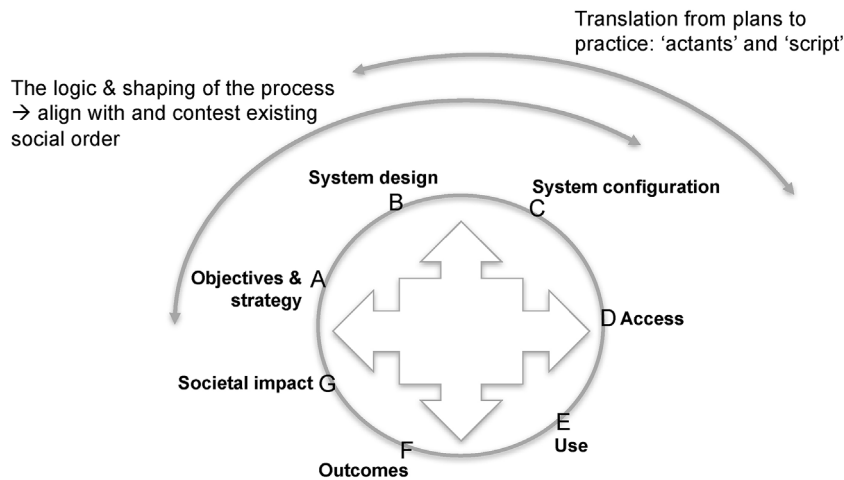 Translation from plans to
practice: ‘actants’ and ‘script’
The logic & shaping of the process
→ align with and contest existing
social order
System design
B
System configuration
C
Objectives &
strategy
A
D Access
Societal impact G
E
Use
F
Outcomes